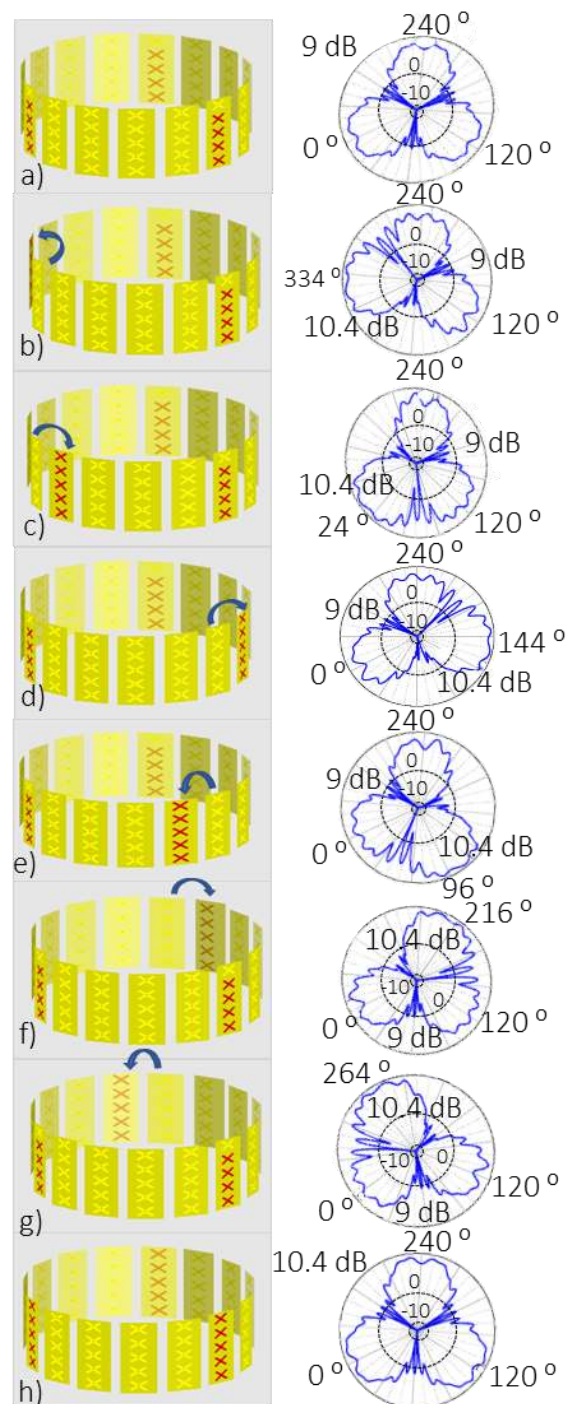 240 º
9 dB
0
-10
0 º
120 º
a)
240 º
0
-10
9 dB
334 º
10.4 dB
120 º
b)
240 º
0
-10
9 dB
10.4 dB
24 º
120 º
c)
240 º
0
9 dB
-10
144 º
0 º
10.4 dB
d)
240 º
0
9 dB
-10
0 º
10.4 dB
96 º
e)
216 º
10.4 dB
-10
0
0 º
9 dB
120 º
f)
264 º
10.4 dB
-10
0
120 º
0 º
9 dB
g)
240 º
10.4 dB
0
-10
0 º
120 º
h)